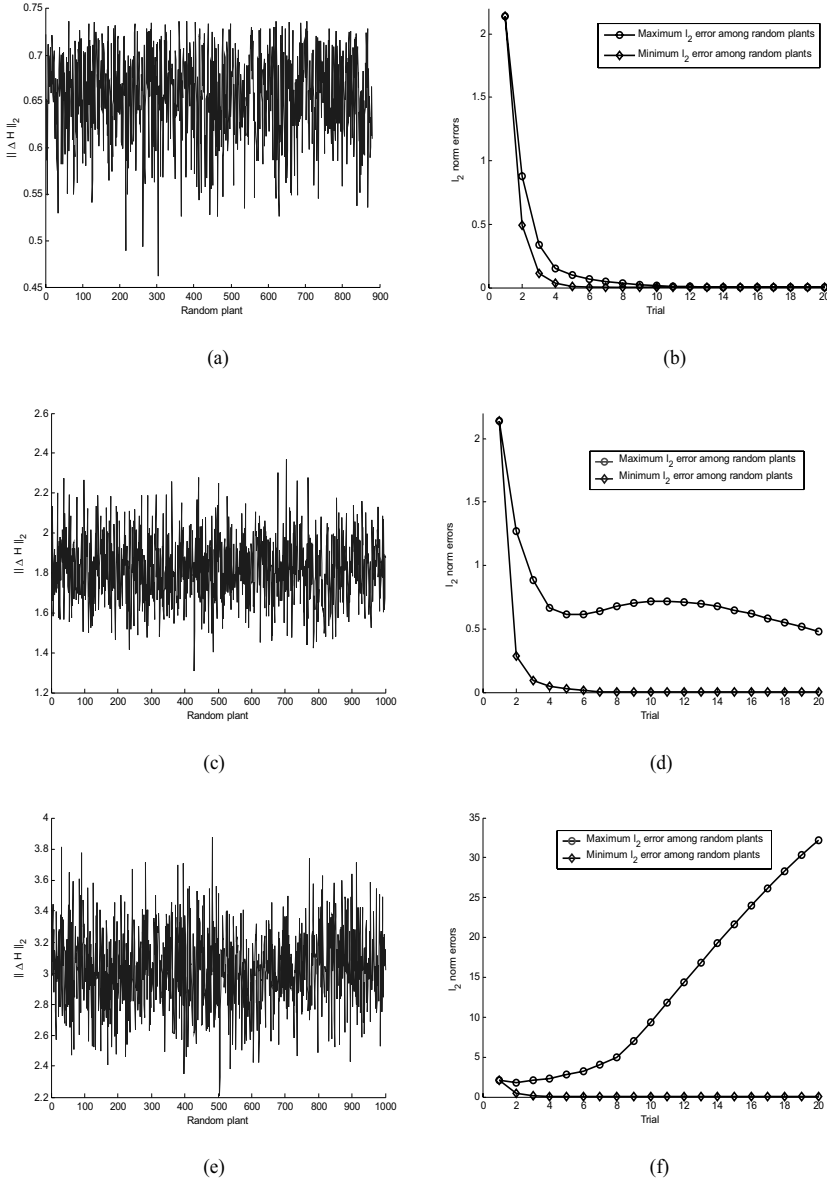 0.75
0.7
0.65
0.6
0.55
0.5
0.45
0 100 200 300 400 500 600 700 800 900
|| Δ H ||2
Random plant
(a)
2
1.5
1
0.5
0
0 2 4 6 8 10 12 14 16 18 20
l2 norm errors
Trial
Maximum l2 error among random plants
Minimum l2 error among random plants
(b)
2.6
2.4
2.2
2
1.8
1.6
1.4
1.2
0 100 200 300 400 500 600 700 800 900 1000
|| Δ H ||2
Random plant
(c)
2
1.5
1
0.5
0
0 2 4 6 8 10 12 14 16 18 20
l2 norm errors
Trial
Maximum l2 error among random plants
Minimum l2 error among random plants
(d)
4
3.8
3.6
3.4
3.2
3
2.8
2.6
2.4
2.2
0 100 200 300 400 500 600 700 800 900 1000
|| Δ H ||2
Random plant
(e)
35
30
25
20
15
10
5
0
0 2 4 6 8 10 12 14 16 18 20
l2 norm errors
Trial
Maximum l2 error among random plants
Minimum l2 error among random plants
(f)